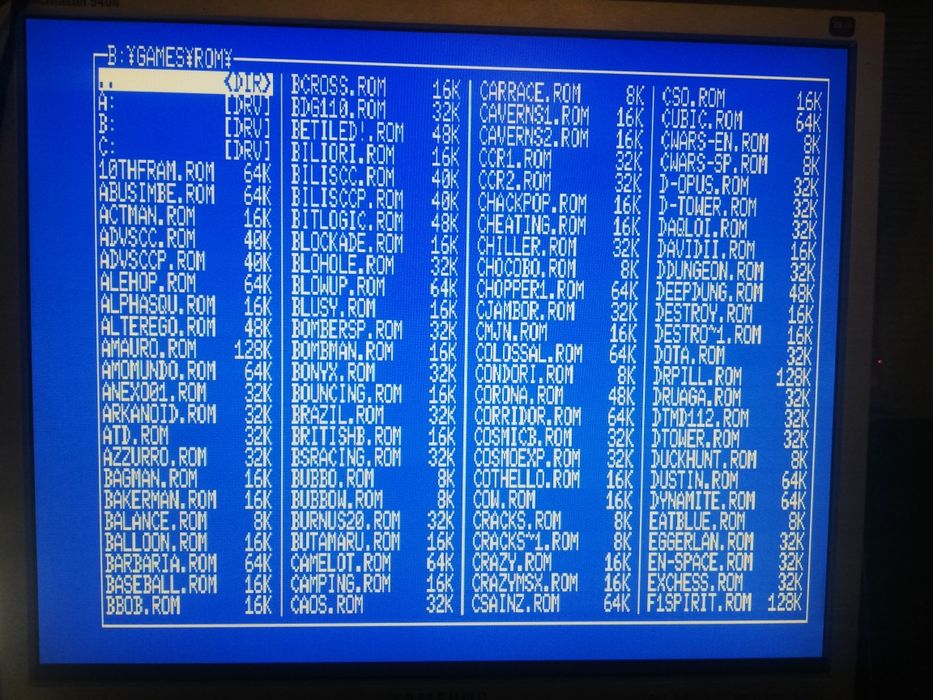 B:¥GAMES¥ROM¥
.. <DIR>
A: [DRV]
B: [DRV]
C: [DRV]
10THFRAM.ROM 64K
ABUSIMBE.ROM 64K
ACTMAN.ROM 16K
ADVSCC.ROM 40K
ADVSCCP.ROM 40K
ALEHOP.ROM 64K
ALPHASQU.ROM 16K
ALTEREGO.ROM 48K
AMAURO.ROM 128K
AMOMUNDO.ROM 64K
ANEXO01.ROM 32K
ARKANOID.ROM 32K
ATD.ROM 32K
AZZURRO.ROM 32K
BAGMAN.ROM 16K
BAKERMAN.ROM 16K
BALANCE.ROM 8K
BALLOON.ROM 16K
BARBARIA.ROM 64K
BASEBALL.ROM 16K
BBOB.ROM 16K
BCROSS.ROM 16K
BDG110.ROM 32K
BETILED!.ROM 48K
BILIORI.ROM 16K
BILISCC.ROM 40K
BILISCCP.ROM 40K
BITLOGIC.ROM 48K
BLOCKADE.ROM 16K
BLOHOLE.ROM 32K
BLOWUP.ROM 64K
BLUSY.ROM 16K
BOMBERSP.ROM 32K
BOMBMAN.ROM 16K
BONYX.ROM 32K
BOUNCING.ROM 16K
BRAZIL.ROM 32K
BRITISHB.ROM 16K
BSRACING.ROM 32K
BUBBO.ROM 8K
BUBBOW.ROM 8K
BURNUS20.ROM 32K
BUTAMARU.ROM 16K
CAMELOT.ROM 64K
CAMPING.ROM 16K
CAOS.ROM 32K
CARRACE.ROM 8K
CAVERNS1.ROM 16K
CAVERNS2.ROM 16K
CCR1.ROM 32K
CCR2.ROM 32K
CHACKPOP.ROM 16K
CHEATING.ROM 16K
CHILLER.ROM 32K
CHOCOBO.ROM 8K
CHOPPER1.ROM 64K
CJAMBOR.ROM 32K
CMJN.ROM 16K
COLOSSAL.ROM 64K
CONDORI.ROM 8K
CORONA.ROM 48K
CORRIDOR.ROM 64K
COSMICB.ROM 32K
COSMOEXP.ROM 32K
COTHELLO.ROM 16K
COW.ROM 16K
CRACKS.ROM 8K
CRACKS~1.ROM 8K
CRAZY.ROM 16K
CRAZYMSX.ROM 16K
CSAINZ.ROM 64K
CSO.ROM 16K
CUBIC.ROM 64K
CWARS-EN.ROM 8K
CWARS-SP.ROM 8K
D-OPUS.ROM 32K
D-TOWER.ROM 32K
DAQLOI.ROM 32K
DAVIDII.ROM 16K
DDUNGEON.ROM 32K
DEEPDUNG.ROM 48K
DESTROY.ROM 16K
DESTRO~1.ROM 16K
DOTA.ROM 32K
DRPILL.ROM 128K
DRUAGA.ROM 32K
DTMD112.ROM 32K
DTOWER.ROM 32K
DUCKHUNT.ROM 8K
DUSTIN.ROM 64K
DYNAMITE.ROM 64K
EATBLUE.ROM 8K
EGGERLAN.ROM 32K
EN-SPACE.ROM 32K
EXCHESS.ROM 32K
F1SPIRIT.ROM 128K